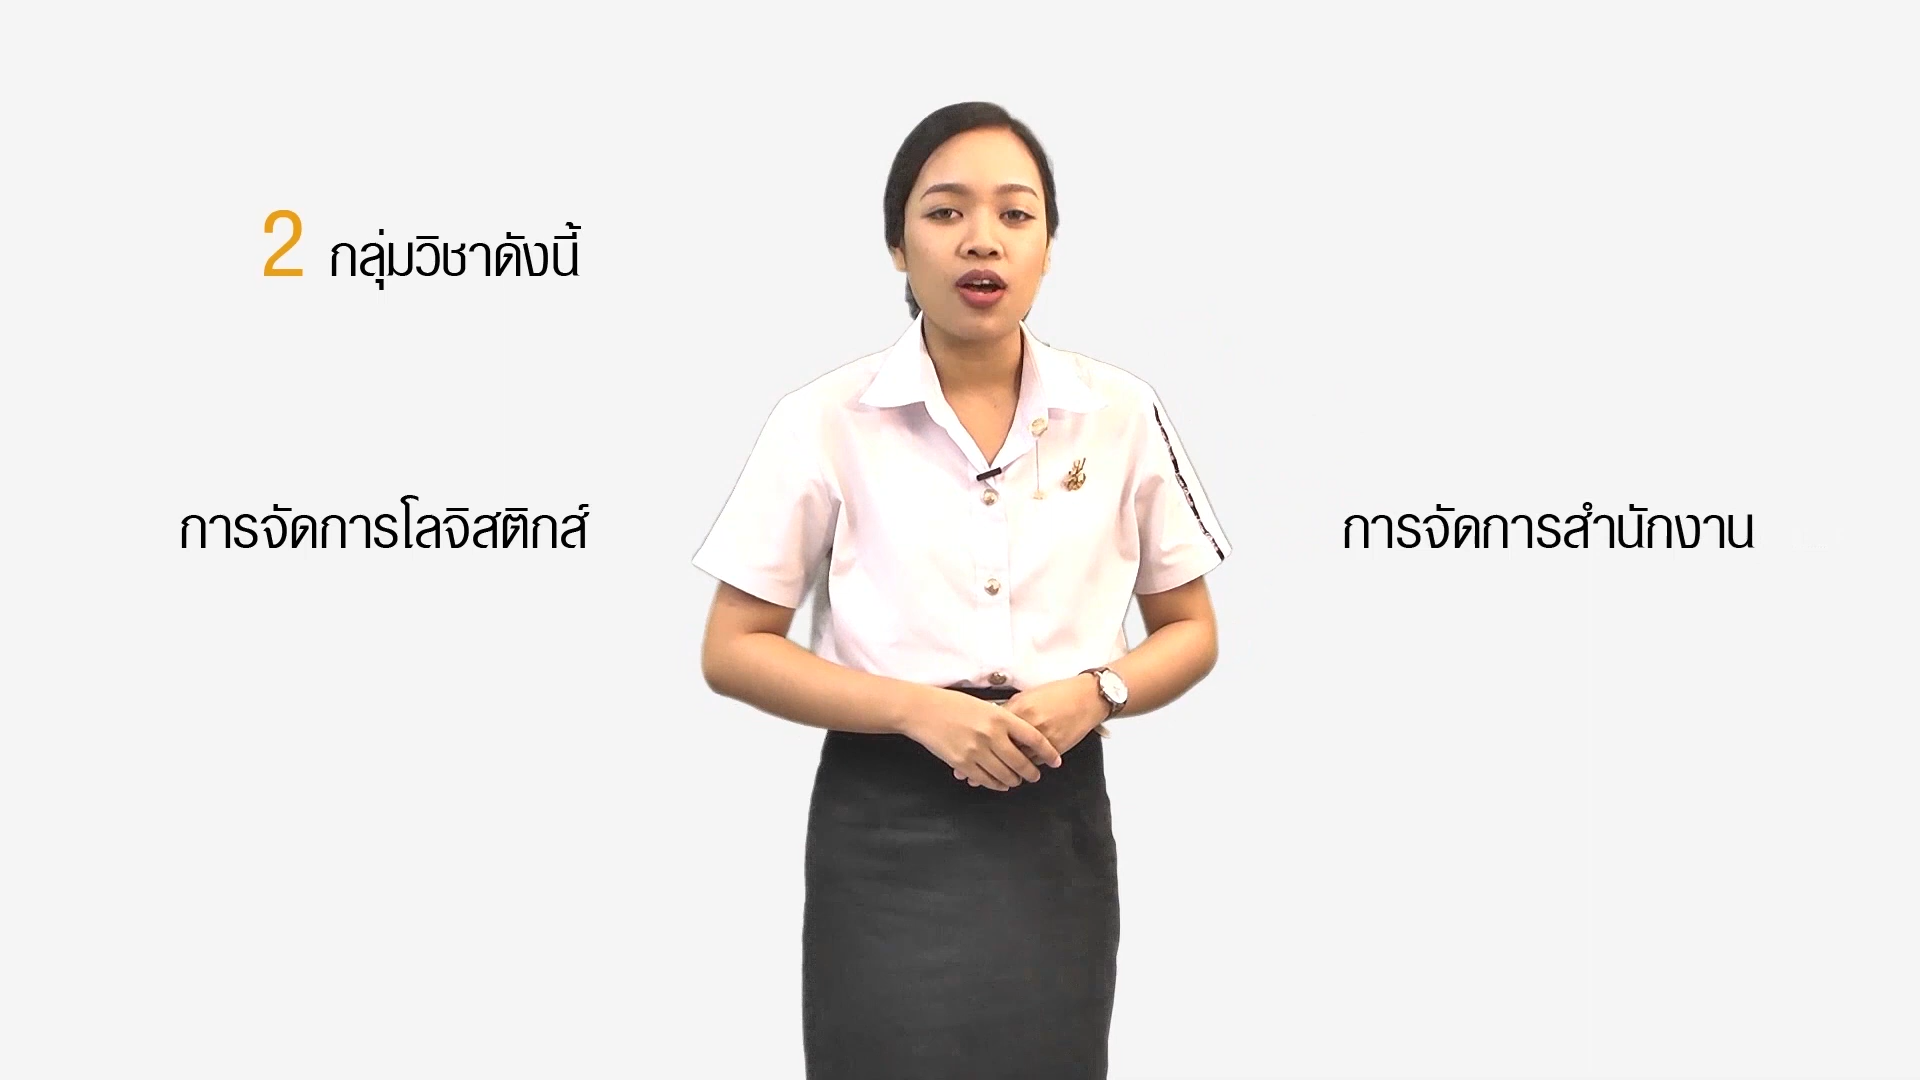 2 กลุ่มวิชาดังนี้
การจัดการโลจิสติกส์
การจัดการสำนักงาน